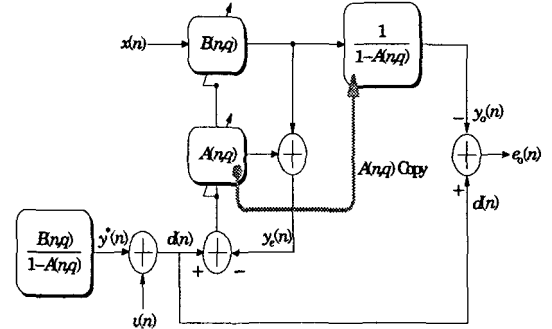 x(n)
B(n,q)
1
1-A(n,q)
y_o(n)
−
A(n,q)
+
A(n,q) Copy
+
e_o(n)
+
d(n)
B(n,q)
1-A(n,q)
y*(n)
+
d(n)
+
+
−
y_e(n)
v(n)